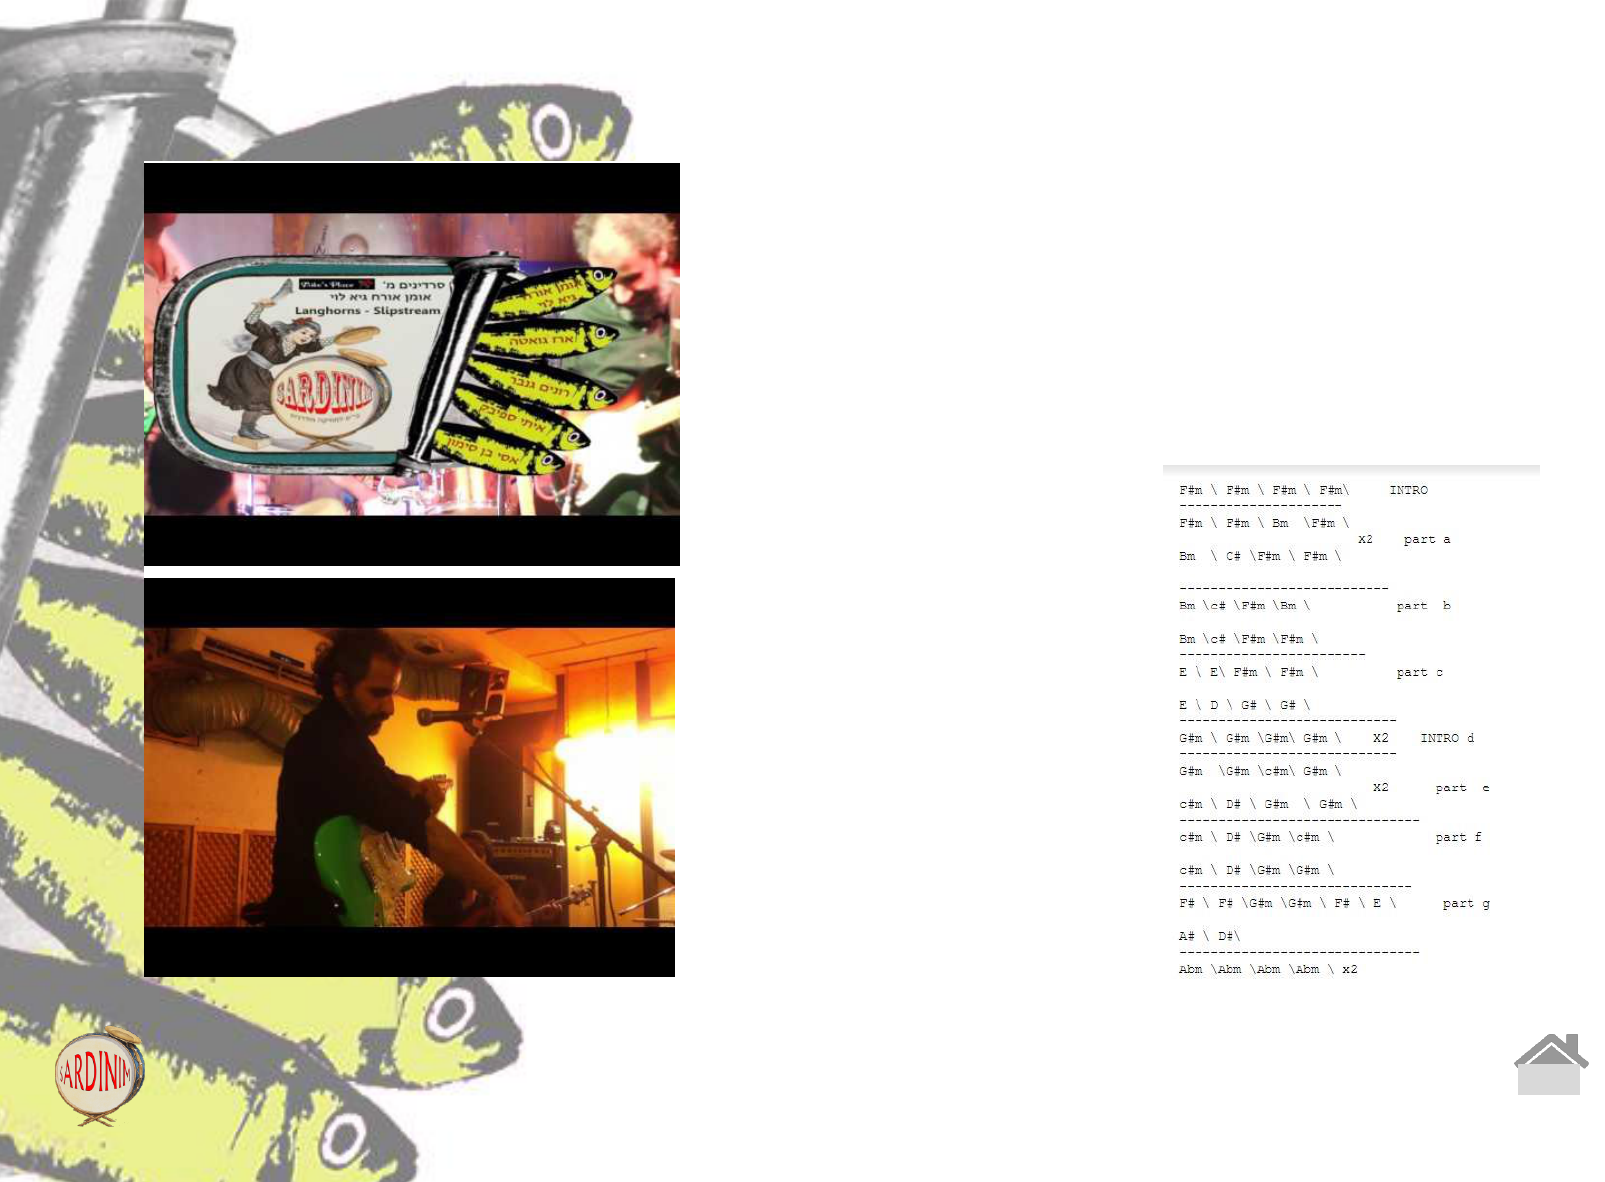 Mike's Place סרדינים מ'
אומן אורח גיא לוי
Langhorns - Slipstream
SARDINIM
אומן אורח
גיא לוי
ארז גואטה
רונים גנבר
איתי ספיבק
אסי בן סימון
F#m \ F#m \ F#m \ F#m\ INTRO
---------------------
F#m \ F#m \ Bm \F#m \
X2 part a
Bm \ C# \F#m \ F#m \
---------------------------
Bm \c# \F#m \Bm \ part b
Bm \c# \F#m \F#m \
------------------------
E \ E\ F#m \ F#m \ part c
E \ D \ G# \ G# \
----------------------------
G#m \ G#m \G#m\ G#m \ X2 INTRO d
----------------------------
G#m \G#m \c#m\ G#m \
X2 part e
c#m \ D# \ G#m \ G#m \
-------------------------------
c#m \ D# \G#m \c#m \ part f
c#m \ D# \G#m \G#m \
------------------------------
F# \ F# \G#m \G#m \ F# \ E \ part g
A# \ D#\
-------------------------------
Abm \Abm \Abm \Abm \ x2
SARDINIM